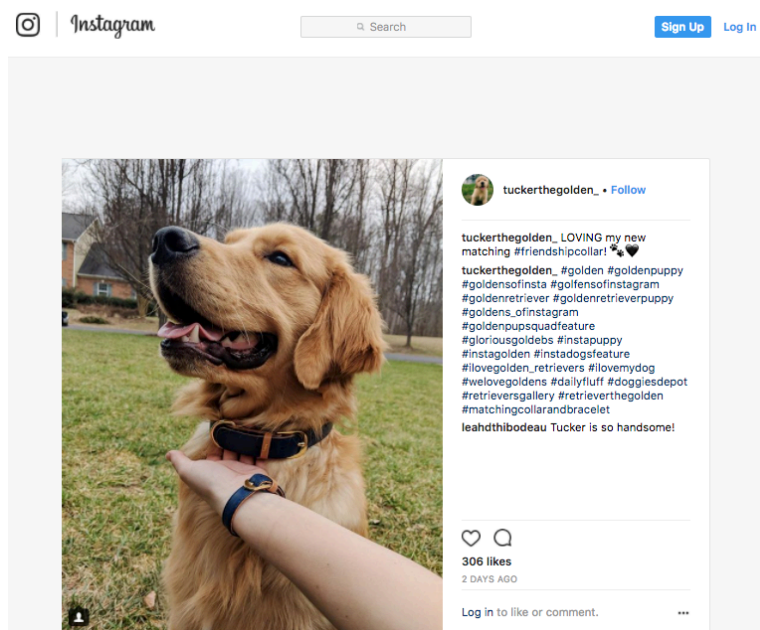 Instagram
Search
Sign Up
Log In
tuckerthegolden_ • Follow
tuckerthegolden_ LOVING my new
matching #friendshipcollar! 🐾🖤
tuckerthegolden_ #golden #goldenpuppy
#goldensofinsta #golfensofinstagram
#goldenretriever #goldenretrieverpuppy
#goldens_ofinstagram
#goldenpupsquadfeature
#gloriousgoldebs #instapuppy
#instagolden #instadogsfeature
#ilovegolden_retrievers #ilovemydog
#welovegoldens #dailyfluff #doggiesdepot
#retrieversgallery #retrieverthegolden
#matchingcollarandbracelet
leahdthibodeau Tucker is so handsome!
306 likes
2 DAYS AGO
Log in to like or comment.